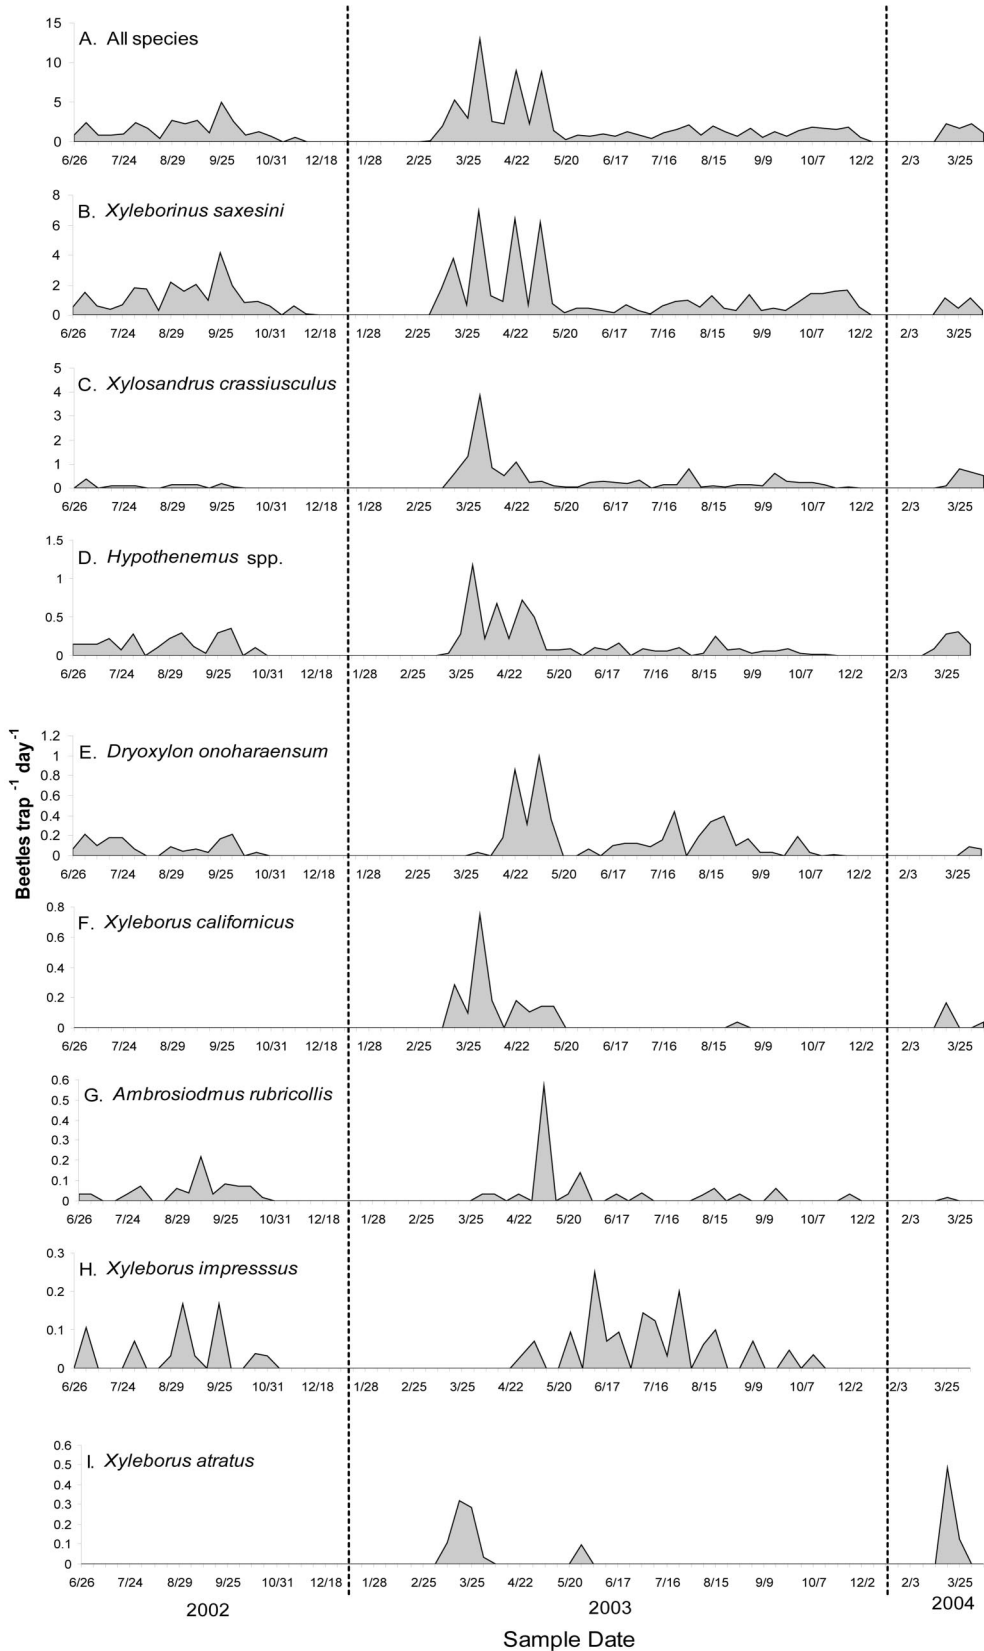 A. All species
15
10
5
0
6/26 7/24 8/29 9/25 10/31 12/18 1/28 2/25 3/25 4/22 5/20 6/17 7/16 8/15 9/9 10/7 12/2 2/3 3/25
B. Xyleborinus saxesini
8
6
4
2
0
6/26 7/24 8/29 9/25 10/31 12/18 1/28 2/25 3/25 4/22 5/20 6/17 7/16 8/15 9/9 10/7 12/2 2/3 3/25
C. Xylosandrus crassiusculus
5
4
3
2
1
0
6/26 7/24 8/29 9/25 10/31 12/18 1/28 2/25 3/25 4/22 5/20 6/17 7/16 8/15 9/9 10/7 12/2 2/3 3/25
D. Hypothenemus spp.
1.5
1
0.5
0
6/26 7/24 8/29 9/25 10/31 12/18 1/28 2/25 3/25 4/22 5/20 6/17 7/16 8/15 9/9 10/7 12/2 2/3 3/25
Beetles trap -1 day-1
E. Dryoxylon onoharaensum
1.2
1
0.8
0.6
0.4
0.2
0
6/26 7/24 8/29 9/25 10/31 12/18 1/28 2/25 3/25 4/22 5/20 6/17 7/16 8/15 9/9 10/7 12/2 2/3 3/25
F. Xyleborus californicus
0.8
0.6
0.4
0.2
0
6/26 7/24 8/29 9/25 10/31 12/18 1/28 2/25 3/25 4/22 5/20 6/17 7/16 8/15 9/9 10/7 12/2 2/3 3/25
G. Ambrosiodmus rubricollis
0.6
0.5
0.4
0.3
0.2
0.1
0
6/26 7/24 8/29 9/25 10/31 12/18 1/28 2/25 3/25 4/22 5/20 6/17 7/16 8/15 9/9 10/7 12/2 2/3 3/25
H. Xyleborus impresssus
0.3
0.2
0.1
0
6/26 7/24 8/29 9/25 10/31 12/18 1/28 2/25 3/25 4/22 5/20 6/17 7/16 8/15 9/9 10/7 12/2 2/3 3/25
I. Xyleborus atratus
0.6
0.5
0.4
0.3
0.2
0.1
0
6/26 7/24 8/29 9/25 10/31 12/18 1/28 2/25 3/25 4/22 5/20 6/17 7/16 8/15 9/9 10/7 12/2 2/3 3/25
2002 2003 2004
Sample Date